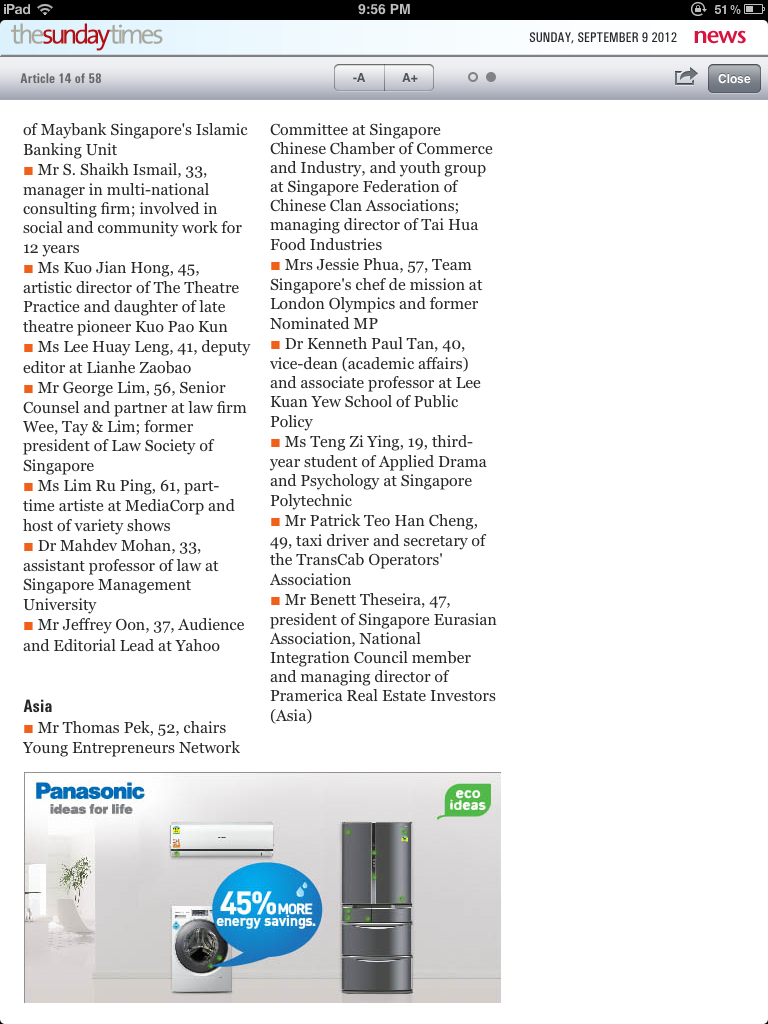 iPad 9:56 PM 51%
thesundaytimes SUNDAY, SEPTEMBER 9 2012 news
Article 14 of 58 -A A+ Close
of Maybank Singapore's Islamic
Banking Unit
■ Mr S. Shaikh Ismail, 33,
manager in multi-national
consulting firm; involved in
social and community work for
12 years
■ Ms Kuo Jian Hong, 45,
artistic director of The Theatre
Practice and daughter of late
theatre pioneer Kuo Pao Kun
■ Ms Lee Huay Leng, 41, deputy
editor at Lianhe Zaobao
■ Mr George Lim, 56, Senior
Counsel and partner at law firm
Wee, Tay & Lim; former
president of Law Society of
Singapore
■ Ms Lim Ru Ping, 61, part-
time artiste at MediaCorp and
host of variety shows
■ Dr Mahdev Mohan, 33,
assistant professor of law at
Singapore Management
University
■ Mr Jeffrey Oon, 37, Audience
and Editorial Lead at Yahoo
Asia
■ Mr Thomas Pek, 52, chairs
Young Entrepreneurs Network
Committee at Singapore
Chinese Chamber of Commerce
and Industry, and youth group
at Singapore Federation of
Chinese Clan Associations;
managing director of Tai Hua
Food Industries
■ Mrs Jessie Phua, 57, Team
Singapore's chef de mission at
London Olympics and former
Nominated MP
■ Dr Kenneth Paul Tan, 40,
vice-dean (academic affairs)
and associate professor at Lee
Kuan Yew School of Public
Policy
■ Ms Teng Zi Ying, 19, third-
year student of Applied Drama
and Psychology at Singapore
Polytechnic
■ Mr Patrick Teo Han Cheng,
49, taxi driver and secretary of
the TransCab Operators'
Association
■ Mr Benett Theseira, 47,
president of Singapore Eurasian
Association, National
Integration Council member
and managing director of
Pramerica Real Estate Investors
(Asia)
Panasonic
ideas for life
eco
ideas
45% MORE
energy savings.